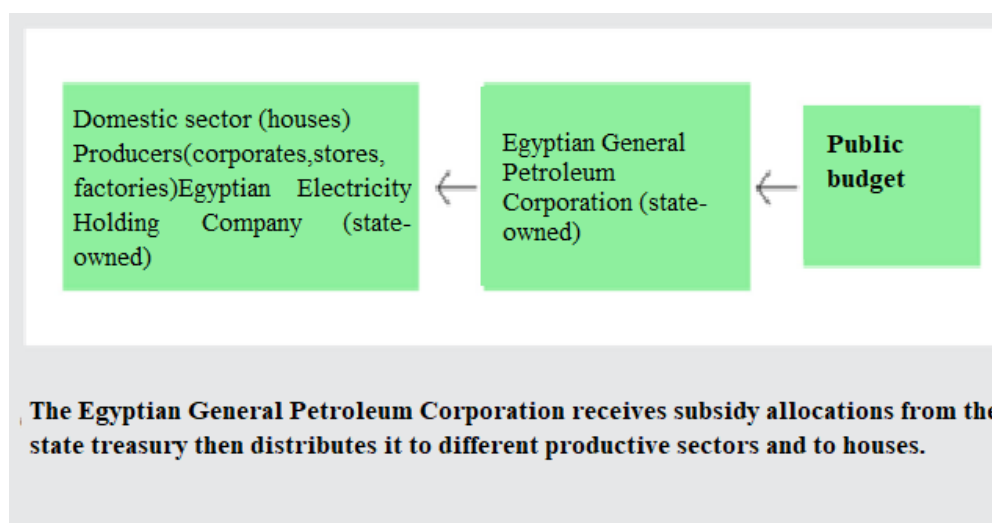 Domestic sector (houses)
Producers(corporates,stores,
factories)Egyptian Electricity
Holding Company (state-
owned)
Egyptian General
Petroleum
Corporation (state-
owned)
Public
budget
The Egyptian General Petroleum Corporation receives subsidy allocations from the
state treasury then distributes it to different productive sectors and to houses.